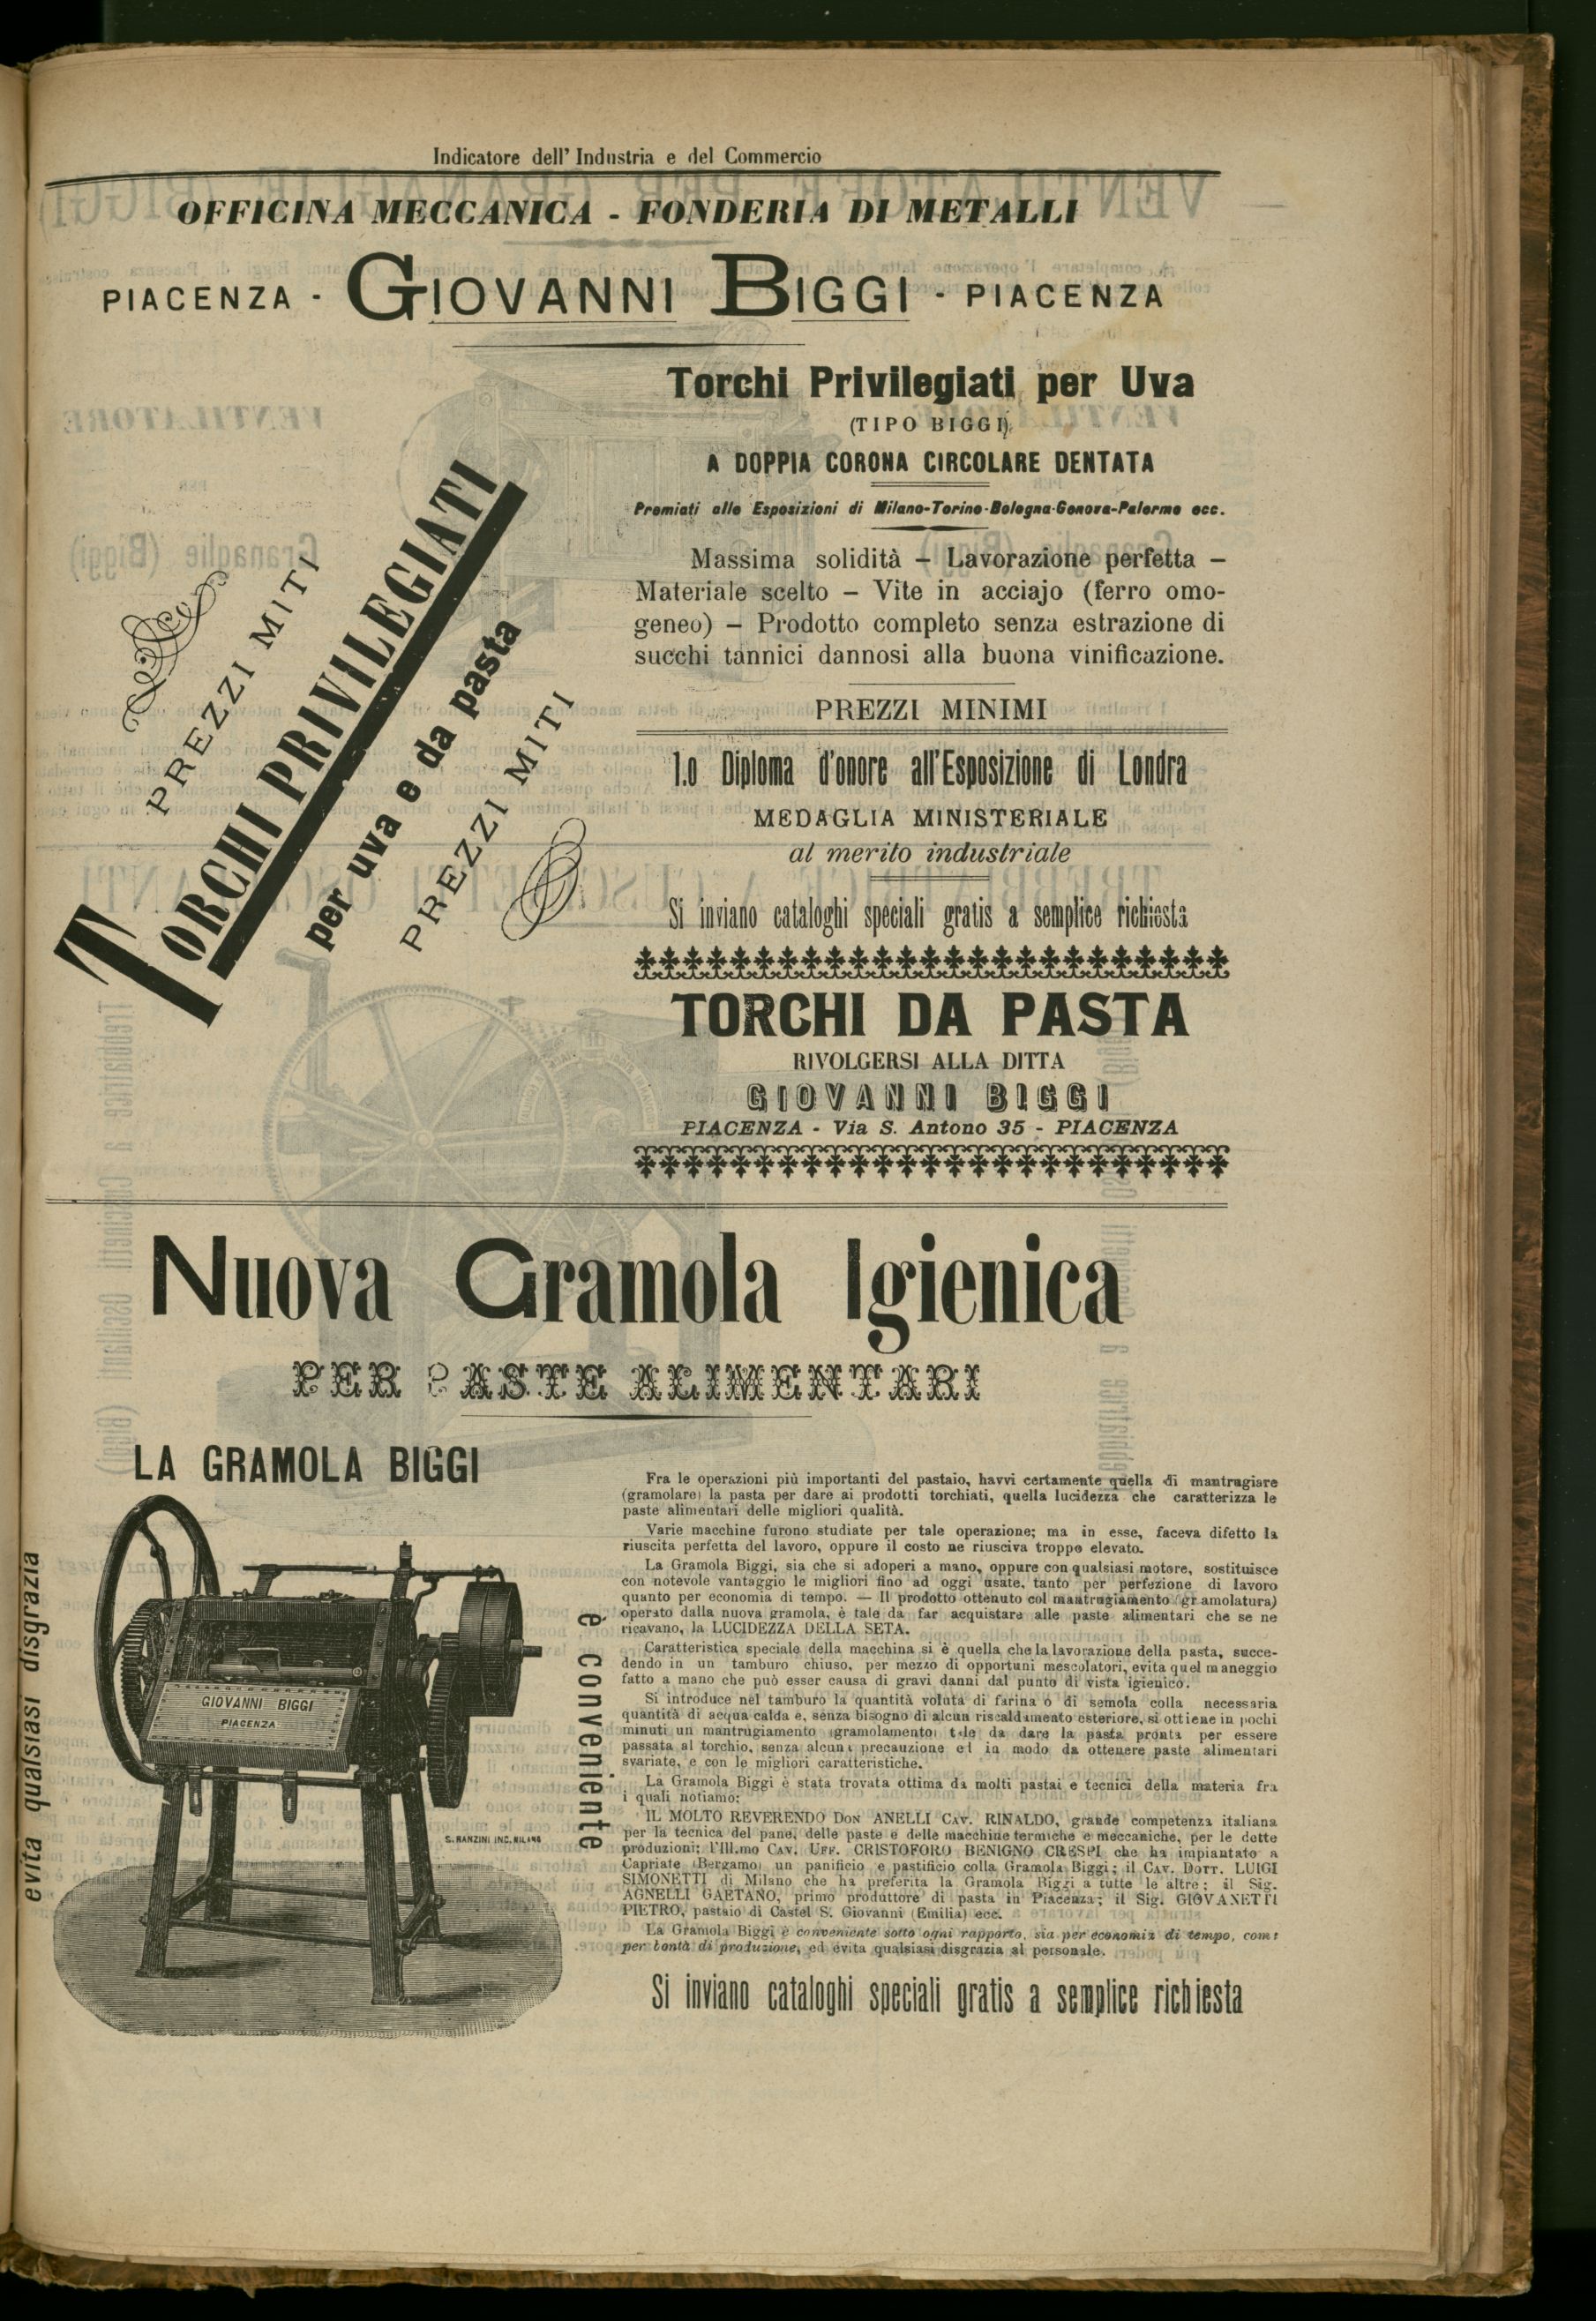 Indicatore dell' Industria e del Commercio
OFFICINA MECCANICA - FONDERIA DI METALLI
PIACENZA - GIOVANNI BIGGI - PIACENZA
PREZZI MITI
TORCHI PRIVILEGIATI
per uva e da pasta
PREZZI MITI
Torchi Privilegiati per Uva
(TIPO BIGGI)
A DOPPIA CORONA CIRCOLARE DENTATA
Premiati alle Esposizioni di Milano-Torino-Bologna-Genova-Palermo ecc.
Massima solidità – Lavorazione perfetta –
Materiale scelto – Vite in acciajo (ferro omo-
geneo) – Prodotto completo senza estrazione di
succhi tannici dannosi alla buona vinificazione.
PREZZI MINIMI
1.o Diploma d'onore all'Esposizione di Londra
MEDAGLIA MINISTERIALE
al merito industriale
Si inviano cataloghi speciali gratis a semplice richiesta
TORCHI DA PASTA
RIVOLGERSI ALLA DITTA
GIOVANNI BIGGI
PIACENZA - Via S. Antono 35 - PIACENZA
Nuova Gramola Igienica
PER PASTE ALIMENTARI
LA GRAMOLA BIGGI
evita qualsiasi disgrazia
GIOVANNI BIGGI
PIACENZA
S. RANZINI INC. MILANO
è conveniente
Fra le operazioni più importanti del pastaio, havvi certamente quella di mantrugiare
(gramolare) la pasta per dare ai prodotti torchiati, quella lucidezza che caratterizza le
paste alimentari delle migliori qualità.
Varie macchine furono studiate per tale operazione; ma in esse, faceva difetto la
riuscita perfetta del lavoro, oppure il costo ne riusciva troppo elevato.
La Gramola Biggi, sia che si adoperi a mano, oppure con qualsiasi motore, sostituisce
con notevole vantaggio le migliori fino ad oggi usate, tanto per perfezione di lavoro
quanto per economia di tempo. — Il prodotto ottenuto col mantrugiamento (gramolatura)
operato dalla nuova gramola, è tale da far acquistare alle paste alimentari che se ne
ricavano, la LUCIDEZZA DELLA SETA.
Caratteristica speciale della macchina si è quella che la lavorazione della pasta, succe-
dendo in un tamburo chiuso, per mezzo di opportuni mescolatori, evita quel maneggio
fatto a mano che può esser causa di gravi danni dal punto di vista igienico.
Si introduce nel tamburo la quantità voluta di farina o di semola colla necessaria
quantità di acqua calda e, senza bisogno di alcun riscaldamento esteriore, si ottiene in pochi
minuti un mantrugiamento (gramolamento) tale da dare la pasta pronta per essere
passata al torchio, senza alcuna precauzione ed in modo da ottenere paste alimentari
svariate, e con le migliori caratteristiche.
La Gramola Biggi è stata trovata ottima da molti pastai e tecnici della materia fra
i quali notiamo:
IL MOLTO REVERENDO DON ANELLI CAV. RINALDO, grande competenza italiana
per la tecnica del pane, delle paste e delle macchine termiche e meccaniche, per le dette
produzioni; l'Ill.mo CAV. UFF. CRISTOFORO BENIGNO CRESPI che ha impiantato a
Capriate (Bergamo) un panificio e pastificio colla Gramola Biggi; il CAV. DOTT. LUIGI
SIMONETTI di Milano che ha preferita la Gramola Biggi a tutte le altre; il Sig.
AGNELLI GAETANO, primo produttore di pasta in Piacenza; il Sig. GIOVANETTI
PIETRO, pastaio di Castel S. Giovanni (Emilia) ecc.
La Gramola Biggi è conveniente sotto ogni rapporto, sia per economia di tempo, come
per bontà di produzione, ed evita qualsiasi disgrazia al personale.
Si inviano cataloghi speciali gratis a semplice richiesta